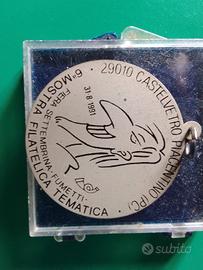 29010 CASTELVETRO PIACENTINO (PC)
6ª MOSTRA FILATELICA TEMATICA
FIERA SETTEMBRINA - FUMETTI -
31·8·1991
subito